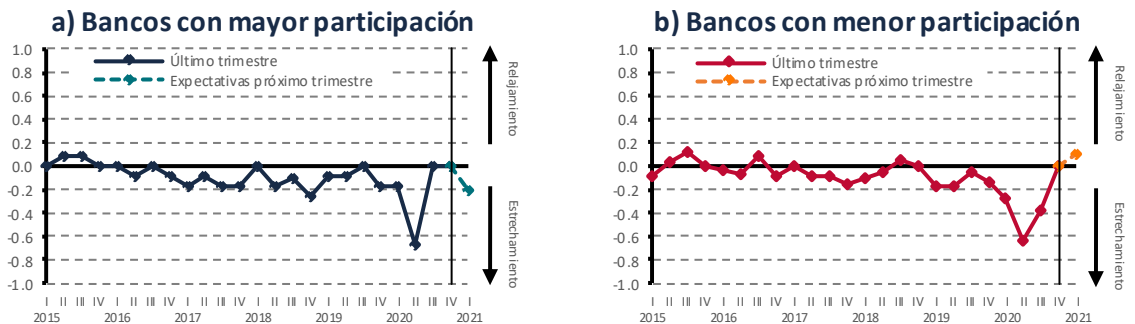 a) Bancos con mayor participación
1.0
0.8
0.6
0.4
0.2
0.0
-0.2
-0.4
-0.6
-0.8
-1.0
Último trimestre
Expectativas próximo trimestre
Relajamiento
Estrechamiento
I II III IV I II III IV I II III IV I II III IV I II III IV I II III IV I
2015 2016 2017 2018 2019 2020 2021
b) Bancos con menor participación
1.0
0.8
0.6
0.4
0.2
0.0
-0.2
-0.4
-0.6
-0.8
-1.0
Último trimestre
Expectativas próximo trimestre
Relajamiento
Estrechamiento
I II III IV I II III IV I II III IV I II III IV I II III IV I II III IV I
2015 2016 2017 2018 2019 2020 2021